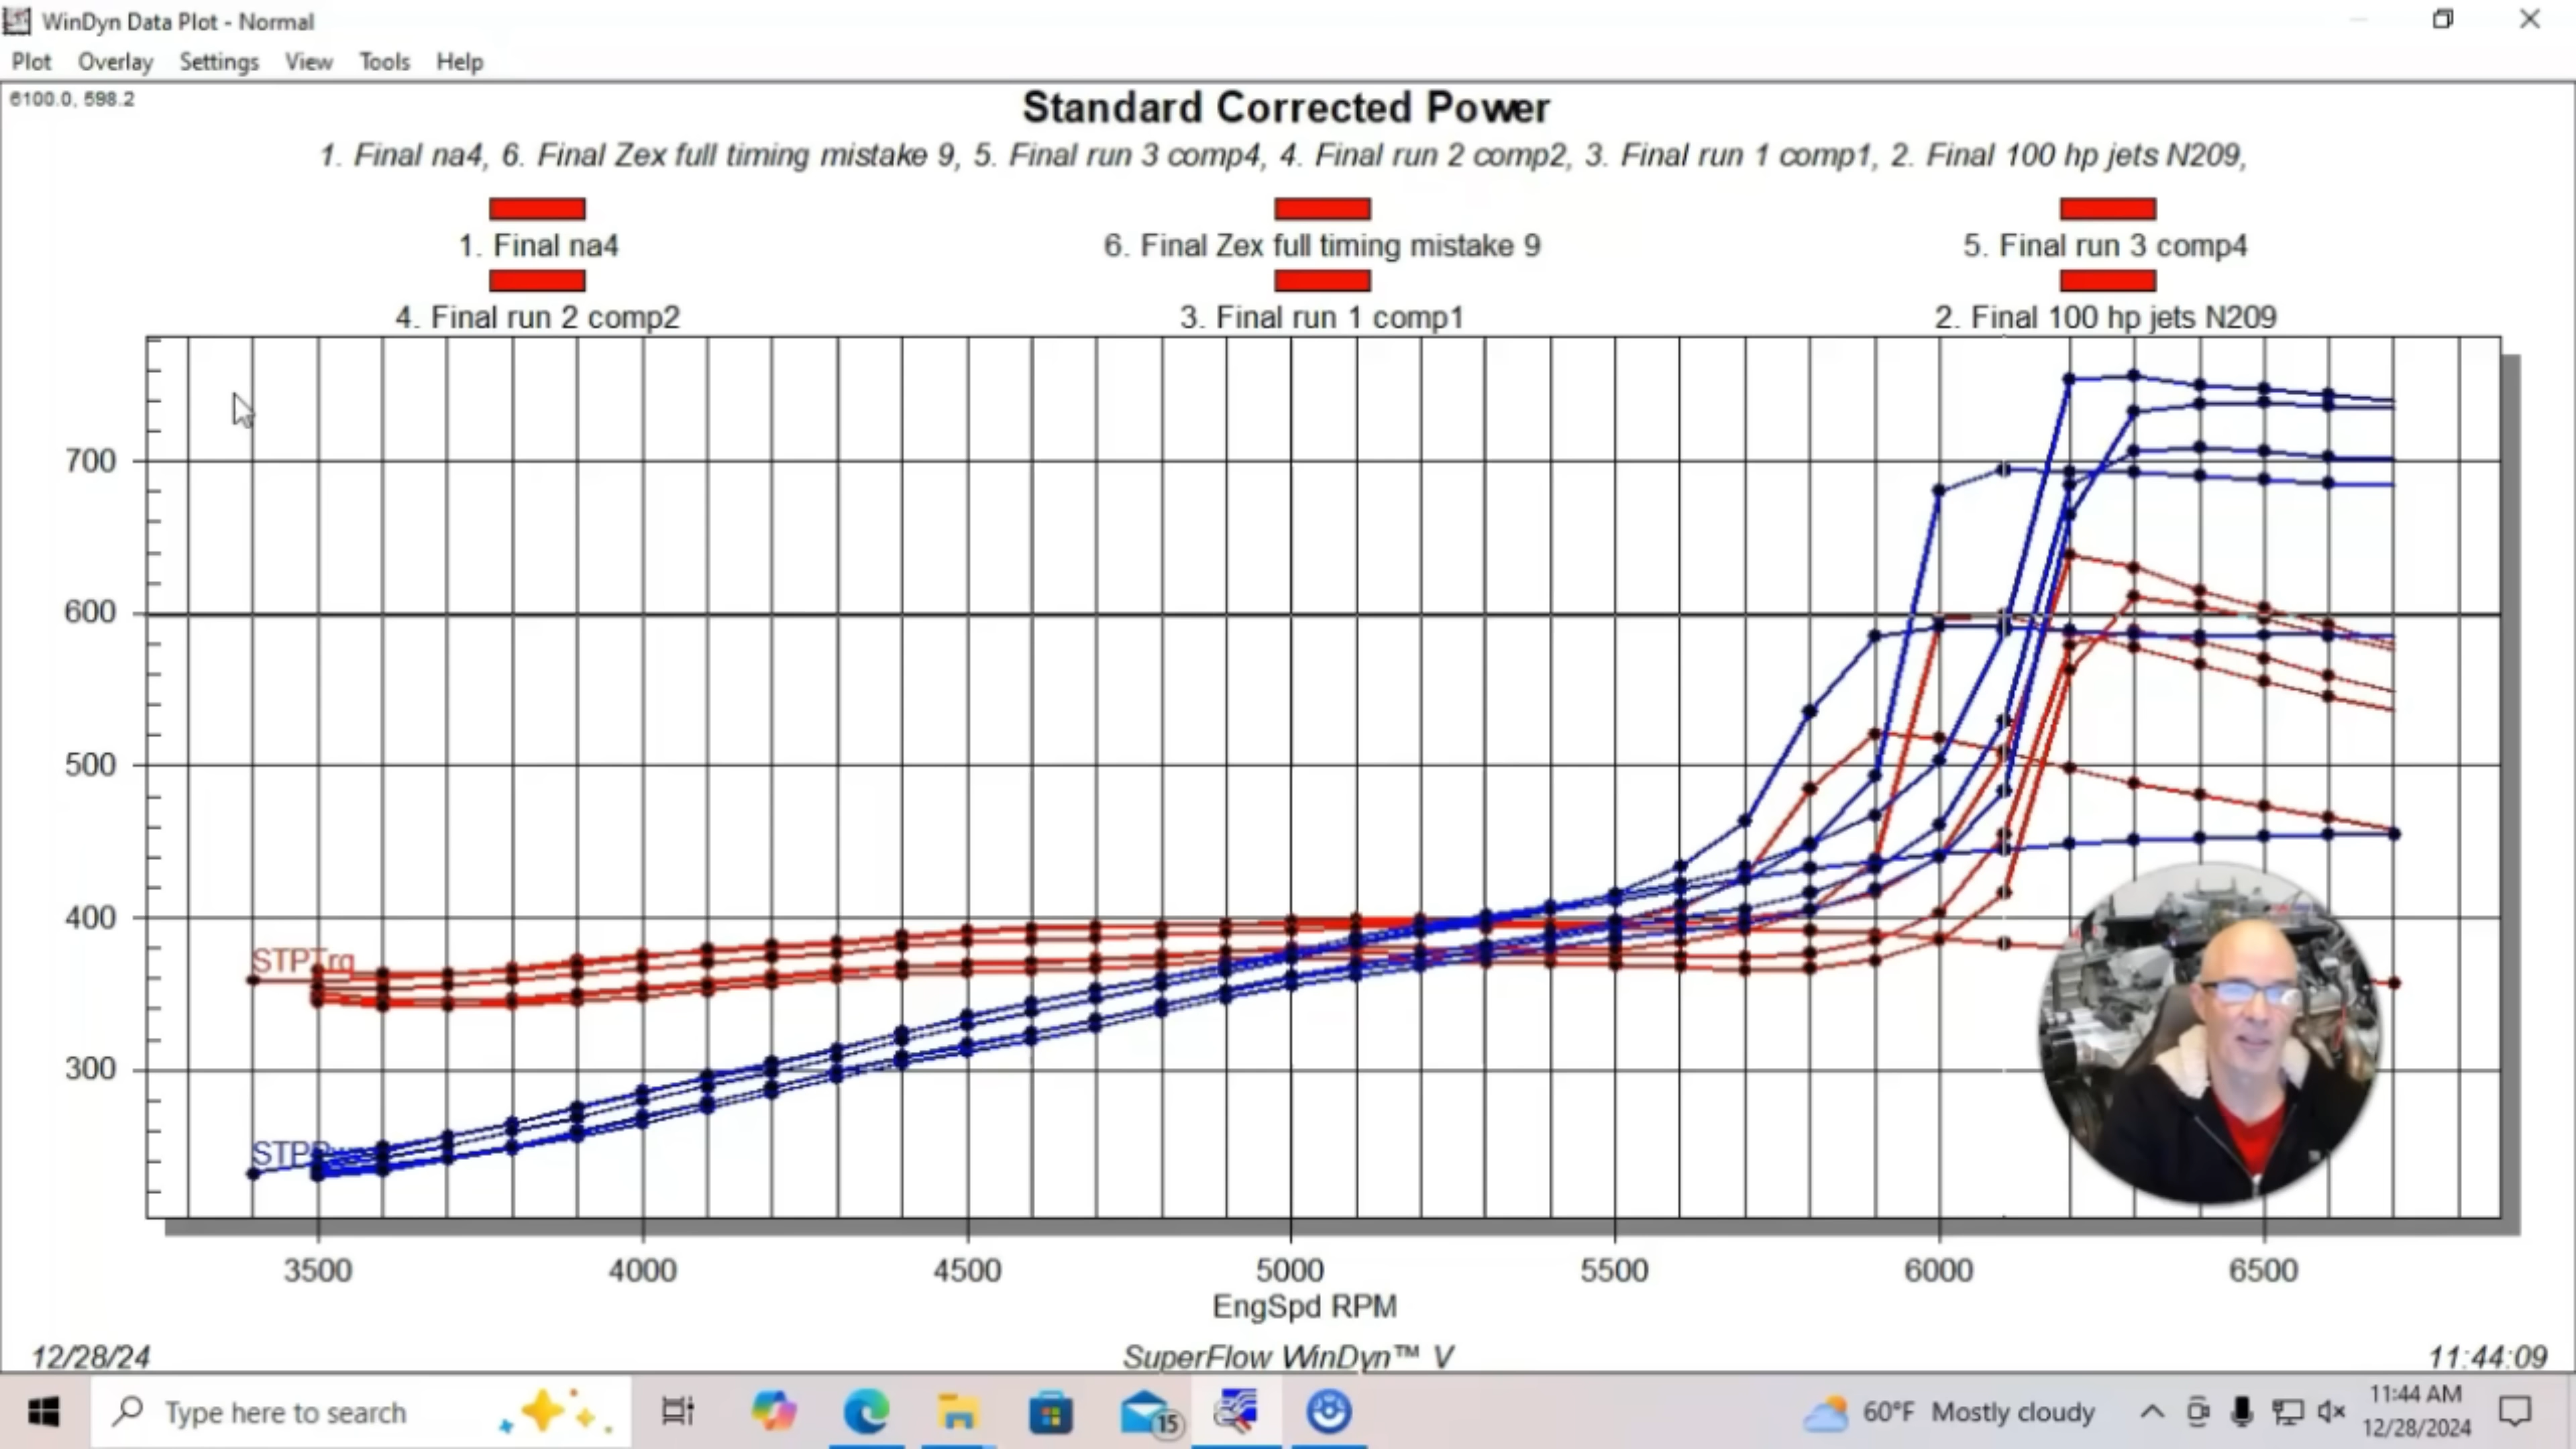 WinDyn Data Plot - Normal
Plot Overlay Settings View Tools Help
6100.0, 598.2
Standard Corrected Power
1. Final na4, 6. Final Zex full timing mistake 9, 5. Final run 3 comp4, 4. Final run 2 comp2, 3. Final run 1 comp1, 2. Final 100 hp jets N209,
1. Final na4 6. Final Zex full timing mistake 9 5. Final run 3 comp4
4. Final run 2 comp2 3. Final run 1 comp1 2. Final 100 hp jets N209
700
600
500
400
STPTrq
300
3500 4000 4500 5000 5500 6000 6500
EngSpd RPM
12/28/24 SuperFlow WinDyn™ V 11:44:09
Type here to search 15 60°F Mostly cloudy 11:44 AM
12/28/2024